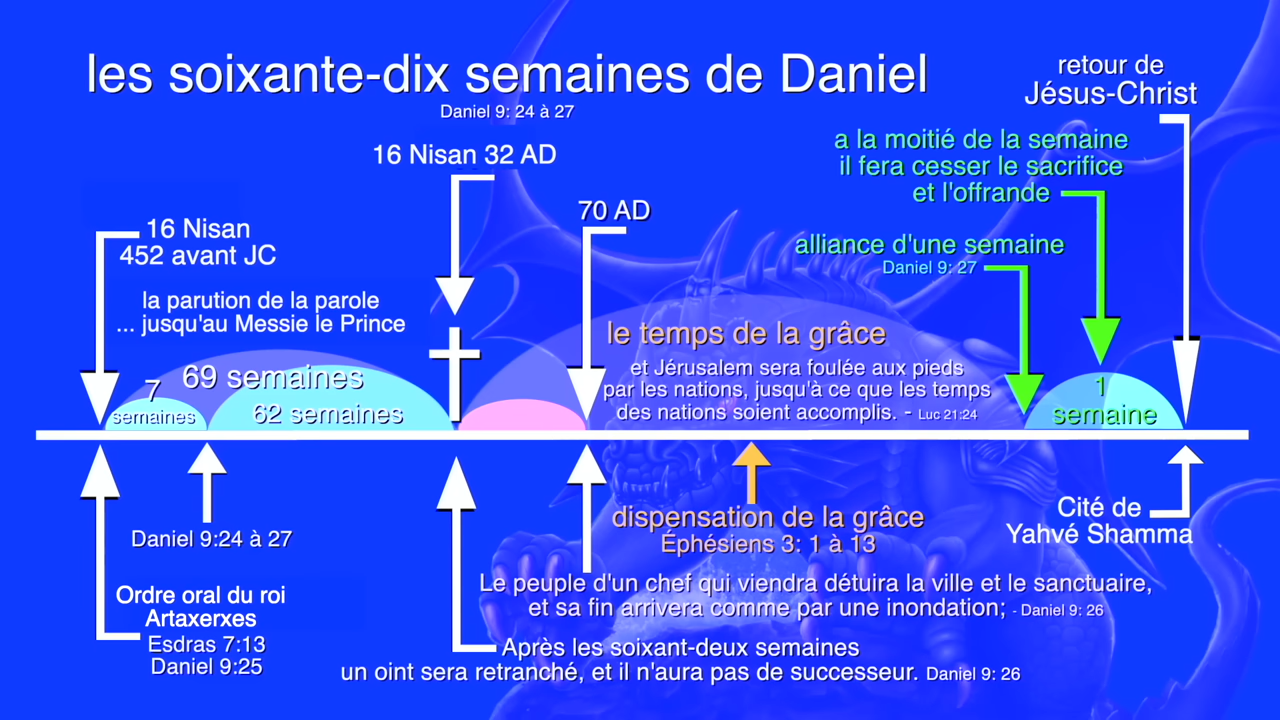 les soixante-dix semaines de Daniel
Daniel 9: 24 à 27
retour de
Jésus-Christ
16 Nisan 32 AD
a la moitié de la semaine
il fera cesser le sacrifice
et l'offrande
70 AD
16 Nisan
452 avant JC
alliance d'une semaine
Daniel 9: 27
la parution de la parole
... jusqu'au Messie le Prince
le temps de la grâce
et Jérusalem sera foulée aux pieds
par les nations, jusqu'à ce que les temps
des nations soient accomplis. - Luc 21:24
69 semaines
7
semaines
62 semaines
1
semaine
Daniel 9:24 à 27
dispensation de la grâce
Éphésiens 3: 1 à 13
Cité de
Yahvé Shamma
Le peuple d'un chef qui viendra détuira la ville et le sanctuaire,
et sa fin arrivera comme par une inondation; - Daniel 9: 26
Ordre oral du roi
Artaxerxes
Esdras 7:13
Daniel 9:25
Après les soixant-deux semaines
un oint sera retranché, et il n'aura pas de successeur. Daniel 9: 26